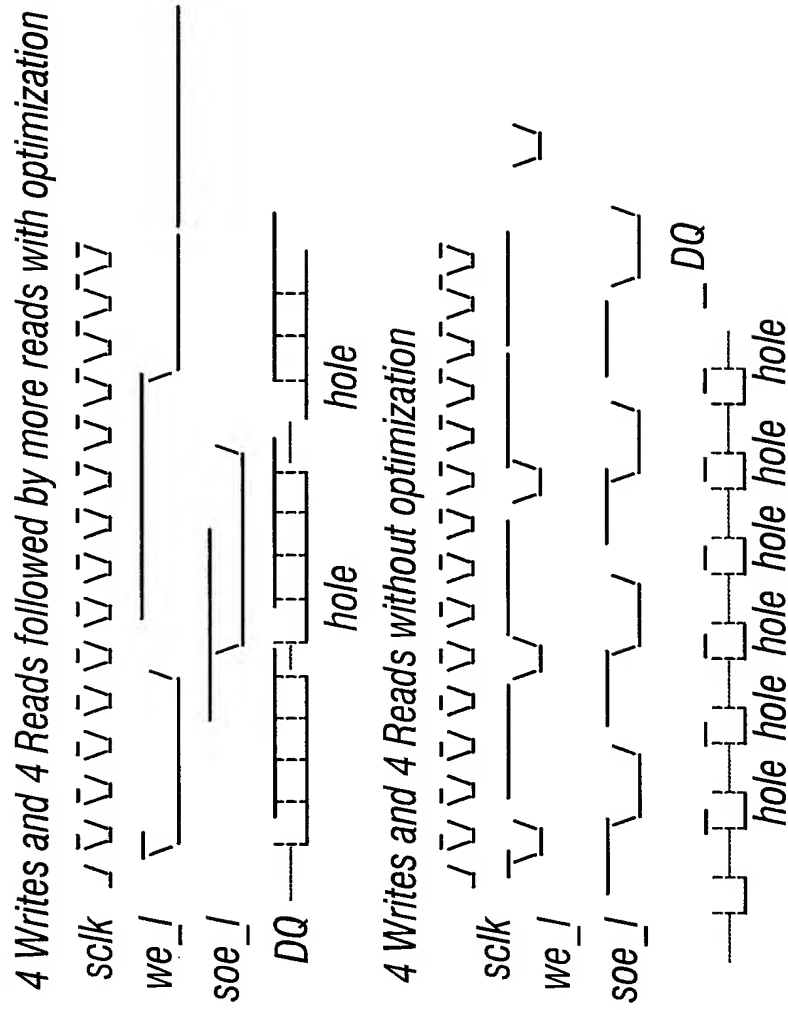 4 Writes and 4 Reads followed by more reads with optimization
sclk
we_l
soe_l
DQ
hole hole
4 Writes and 4 Reads without optimization
sclk
we_l
soe_l
DQ
hole hole hole hole hole hole